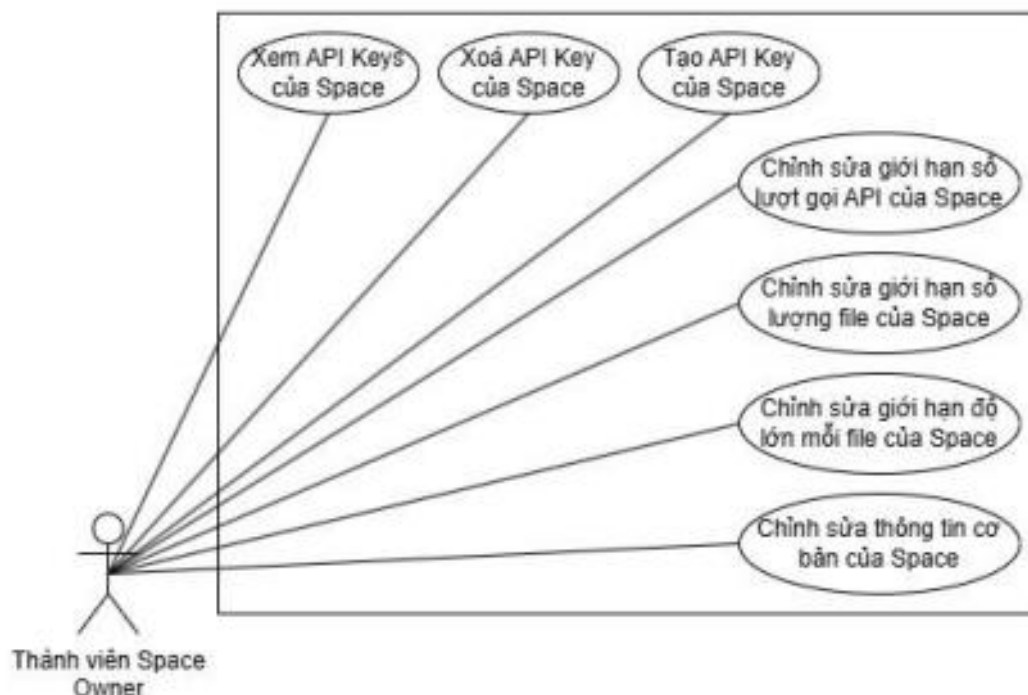 Xem API Keys
của Space
Xoá API Key
của Space
Tạo API Key
của Space
Chỉnh sửa giới hạn số
lượt gọi API của Space
Chỉnh sửa giới hạn số
lượng file của Space
Chỉnh sửa giới hạn độ
lớn mỗi file của Space
Chỉnh sửa thông tin cơ
bản của Space
Thành viên Space
Owner